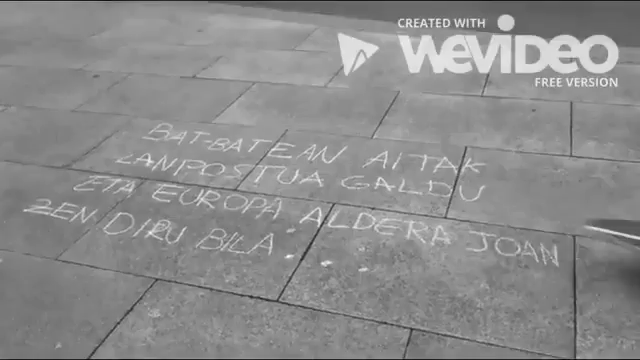 CREATED WITH
WEVIDEO
FREE VERSION
BAT-BATEAN AITAK
LANPOSTUA GALDU
ETA EUROPA ALDERA JOAN
ZEN DIRU BILA...